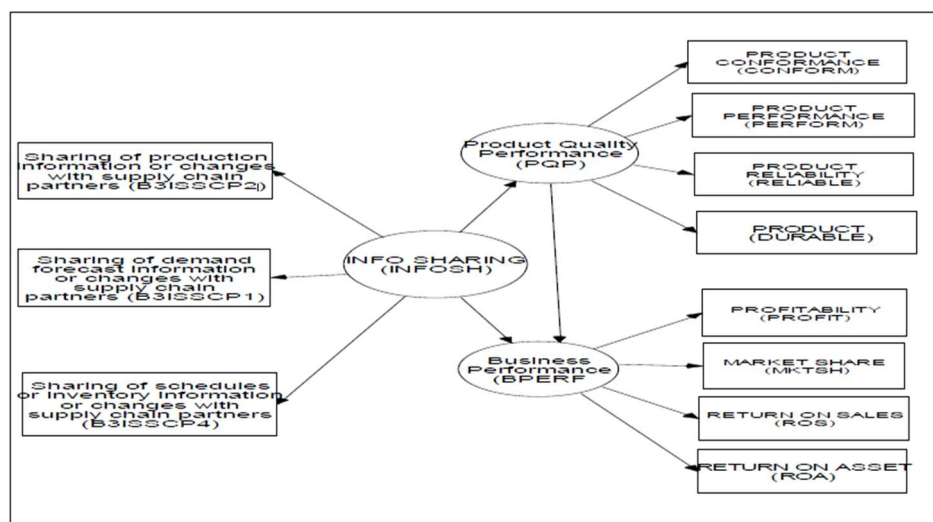 PRODUCT
CONFORMANCE
(CONFORM)
PRODUCT
PERFORMANCE
(PERFORM)
Product Quality
Performance
(PQP)
Sharing of production
information or changes
with supply chain
partners (B3ISSCP2)
PRODUCT
RELIABILITY
(RELIABLE)
PRODUCT
(DURABLE)
INFO SHARING
(INFOSH)
Sharing of demand
forecast information
or changes with
supply chain
partners (B3ISSCP1)
PROFITABILITY
(PROFIT)
Business
Performance
(BPERF
MARKET SHARE
(MKTSH)
Sharing of schedules
or inventory information
or changes with
supply chain partners
(B3ISSCP4)
RETURN ON SALES
(ROS)
RETURN ON ASSET
(ROA)